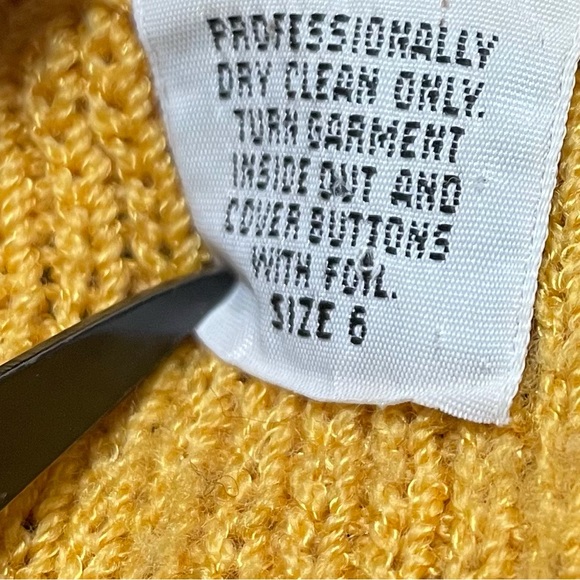 PROFESSIONALLY
DRY CLEAN ONLY.
TURN GARMENT
INSIDE OUT AND
COVER BUTTONS
WITH FOIL.
SIZE 6